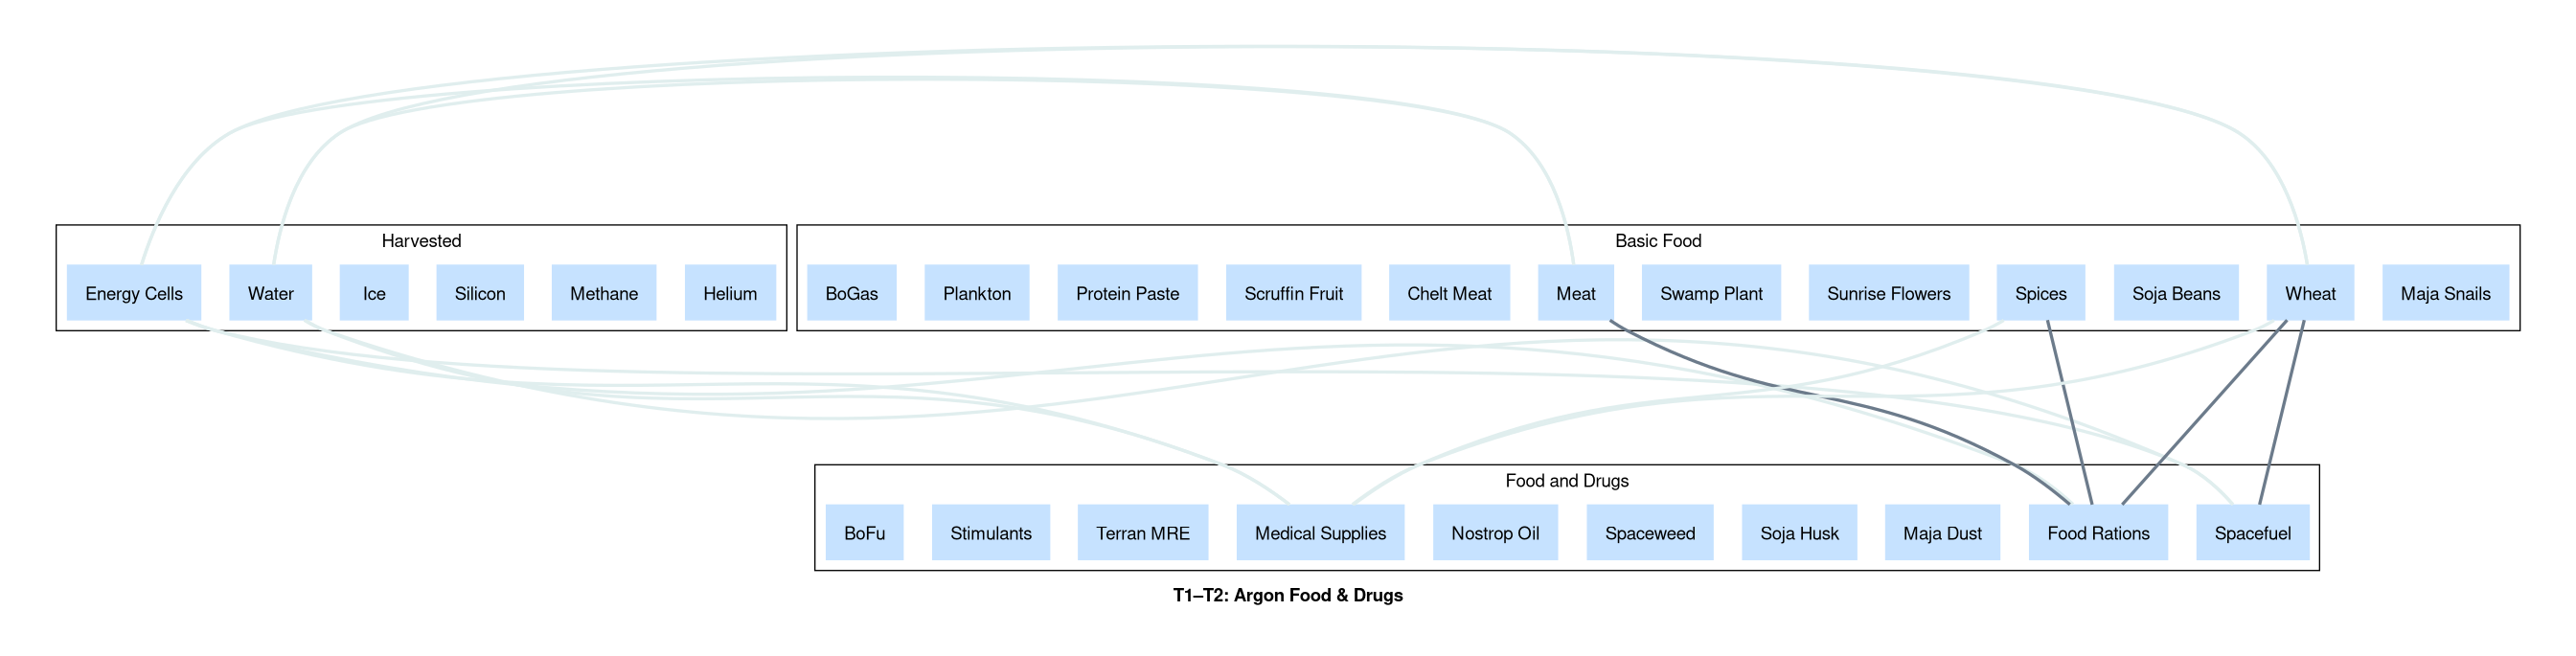 Harvested
Basic Food
Energy Cells
Water
Ice
Silicon
Methane
Helium
BoGas
Plankton
Protein Paste
Scruffin Fruit
Chelt Meat
Meat
Swamp Plant
Sunrise Flowers
Spices
Soja Beans
Wheat
Maja Snails
Food and Drugs
BoFu
Stimulants
Terran MRE
Medical Supplies
Nostrop Oil
Spaceweed
Soja Husk
Maja Dust
Food Rations
Spacefuel
T1–T2: Argon Food & Drugs